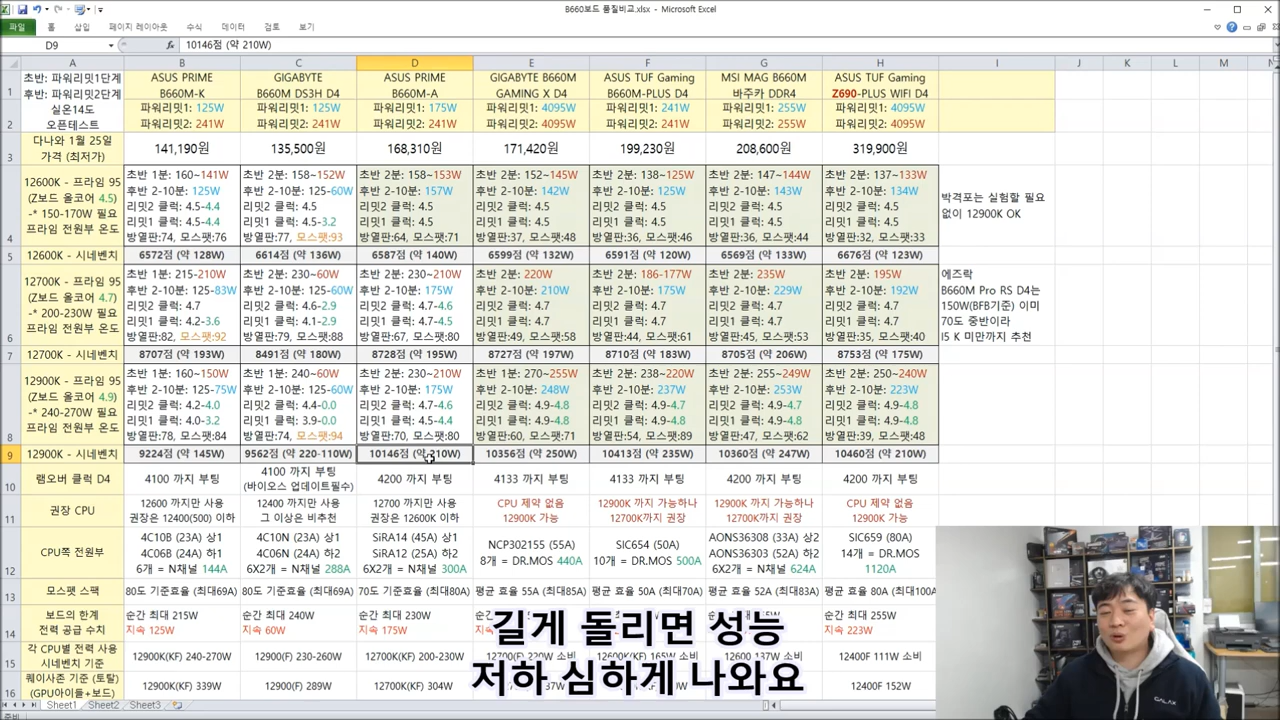 B660보드 품질비교.xlsx - Microsoft Excel
파일 홈 삽입 페이지 레이아웃 수식 데이터 검토 보기
D9 10146점 (약 210W)
A B C D E F G H I J K L M
1 초반: 파워리밋1단계 후반: 파워리밋2단계 실온14도 오픈테스트
ASUS PRIME B660M-K
GIGABYTE B660M DS3H D4
ASUS PRIME B660M-A
GIGABYTE B660M GAMING X D4
ASUS TUF Gaming B660M-PLUS D4
MSI MAG B660M 바주카 DDR4
ASUS TUF Gaming Z690-PLUS WIFI D4
2 파워리밋1: 125W 파워리밋1: 125W 파워리밋1: 175W 파워리밋1: 4095W 파워리밋1: 125W 파워리밋1: 255W 파워리밋1: 4095W
파워리밋2: 241W 파워리밋2: 241W 파워리밋2: 241W 파워리밋2: 4095W 파워리밋2: 241W 파워리밋2: 255W 파워리밋2: 4095W
3 다나와 1월 25일 가격 (최저가) 141,190원 135,500원 168,310원 171,420원 199,230원 208,600원 319,900원
4 12600K - 프라임 95 (Z보드 올코어 4.5) -* 150-170W 필요 프라임 전원부 온도
초반 1분: 160~141W 초반 2분: 158~152W 초반 2분: 158~153W 초반 2분: 152~145W 초반 2분: 138~125W 초반 2분: 147~144W 초반 2분: 137~133W
후반 2-10분: 125W 후반 2-10분: 125-60W 후반 2-10분: 157W 후반 2-10분: 142W 후반 2-10분: 125W 후반 2-10분: 143W 후반 2-10분: 134W
리밋2 클럭: 4.5-4.4 리밋2 클럭: 4.5 리밋2 클럭: 4.5 리밋2 클럭: 4.5 리밋2 클럭: 4.5 리밋2 클럭: 4.5 리밋2 클럭: 4.5
리밋1 클럭: 4.5-4.4 리밋1 클럭: 4.5-3.2 리밋1 클럭: 4.5 리밋1 클럭: 4.5 리밋1 클럭: 4.5 리밋1 클럭: 4.5 리밋1 클럭: 4.5
방열판:74, 모스펫:76 방열판:77, 모스팻:93 방열판:64, 모스팻:71 방열판:37, 모스팻:48 방열판:36, 모스팻:46 방열판:36, 모스팻:48 방열판:32, 모스팻:33
박격포는 실험할 필요
없이 12900K OK
5 12600K - 시네벤치 6572점 (약 128W) 6614점 (약 136W) 6587점 (약 140W) 6599점 (약 132W) 6591점 (약 120W) 6569점 (약 133W) 6676점 (약 123W)
6 12700K - 프라임 95 (Z보드 올코어 4.7) -* 200-230W 필요 프라임 전원부 온도
초반 1분: 215-210W 초반 2분: 230~60W 초반 2분: 230~210W 초반 2분: 220W 초반 2분: 186-177W 초반 2분: 235W 초반 2분: 195W
후반 2-10분: 125-83W 후반 2-10분: 125-60W 후반 2-10분: 175W 후반 2-10분: 210W 후반 2-10분: 175W 후반 2-10분: 229W 후반 2-10분: 192W
리밋2 클럭: 4.7 리밋2 클럭: 4.6-2.9 리밋2 클럭: 4.7-4.6 리밋2 클럭: 4.7 리밋2 클럭: 4.7 리밋2 클럭: 4.7 리밋2 클럭: 4.7
리밋1 클럭: 4.2-3.6 리밋1 클럭: 4.1-2.9 리밋1 클럭: 4.7-4.5 리밋1 클럭: 4.7 리밋1 클럭: 4.7 리밋1 클럭: 4.7 리밋1 클럭: 4.7
방열판:82, 모스펫:92 방열판:79, 모스팻:88 방열판:67, 모스팻:80 방열판:49, 모스팻:58 방열판:44, 모스팻:61 방열판:45, 모스팻:53 방열판:35, 모스팻:40
에즈락
B660M Pro RS D4는
150W(BFB기준) 이미
70도 중반이라
I5 K 미만까지 추천
7 12700K - 시네벤치 8707점 (약 193W) 8491점 (약 180W) 8728점 (약 195W) 8727점 (약 197W) 8710점 (약 183W) 8705점 (약 206W) 8753점 (약 175W)
8 12900K - 프라임 95 (Z보드 올코어 4.9) -* 240-270W 필요 프라임 전원부 온도
초반 2분: 160~150W 초반 1분: 240~60W 초반 2분: 230~210W 초반 1분: 270~255W 초반 2분: 238~220W 초반 2분: 255~249W 초반 2분: 250~240W
후반 2-10분: 125-75W 후반 2-10분: 125-60W 후반 2-10분: 175W 후반 2-10분: 248W 후반 2-10분: 237W 후반 2-10분: 253W 후반 2-10분: 223W
리밋2 클럭: 4.2-4.0 리밋2 클럭: 4.4-0.0 리밋2 클럭: 4.7-4.6 리밋2 클럭: 4.9-4.8 리밋2 클럭: 4.9-4.7 리밋2 클럭: 4.9-4.7 리밋2 클럭: 4.9-4.8
리밋1 클럭: 4.0-3.2 리밋1 클럭: 3.9-0.0 리밋1 클럭: 4.5-4.4 리밋1 클럭: 4.9-4.8 리밋1 클럭: 4.9-4.8 리밋1 클럭: 4.9-4.7 리밋1 클럭: 4.9-4.8
방열판:78, 모스펫:84 방열판:74, 모스팻:94 방열판:70, 모스팻:80 방열판:60, 모스팻:71 방열판:54, 모스팻:89 방열판:47, 모스팻:62 방열판:38, 모스팻:52
9 12900K - 시네벤치 9224점 (약 145W) 9562점 (약 220-110W) 10146점 (약 210W) 10356점 (약 250W) 10413점 (약 235W) 10360점 (약 247W) 10460점 (약 210W)
10 램오버 클럭 D4 4100 까지 부팅 4100 까지 부팅 (바이오스 업데이트필수) 4200 까지 부팅 4133 까지 부팅 4133 까지 부팅 4200 까지 부팅 4200 까지 부팅
11 권장 CPU 12600 까지만 사용 12400 까지만 사용 12700 까지만 사용 CPU 제약 없음 12900K 까지 가능하나 12900K 까지 가능하나 CPU 제약 없음
권장은 12400(500) 이하 그 이상은 비추천 권장은 12600K 이하 12900K 가능 12700K까지 권장 12700K까지 권장 12900K 가능
12 CPU쪽 전원부
4C10B (23A) 상1 4C10N (23A) 상1 SiRA14 (45A) 상1 NCP302155 (55A) SIC654 (50A) AONS36308 (33A) 상2 SIC659 (80A)
4C06B (24A) 하1 4C06N (24A) 하2 SiRA12 (25A) 하2 8개 = DR.MOS 440A 10개 = DR.MOS 500A AONS36303 (52A) 하2 14개 = DR.MOS
6개 = N채널 144A 6X2개 = N채널 288A 6X2개 = N채널 300A 6X2개 = N채널 624A 1120A
13 모스펫 스팩 80도 기준효율 (최대69A) 80도 기준효율 (최대69A) 70도 기준효율 (최대80A) 평균 효율 55A (최대85A) 평균 효율 50A (최대80A) 평균 효율 52A (최대83A) 평균 효율 80A (최대100A
14 보드의 한계 전력 공급 수치 순간 최대 215W 순간 최대 240W 순간 최대 230W 순간 최대 255W
지속 125W 지속 60W 지속 175W 지속 223W
15 각 CPU별 전력 사용 시네벤치 기준 12900K(KF) 240-270W 12900(F) 230-260W 12700K(KF) 200-230W 12700(F) 220W 소비 12600K(KF) 165W 소비 12600 137W 소비 12400F 111W 소비
16 퀘이사존 기준 (토탈) (GPU아이들+보드) 12900K(KF) 339W 12900(F) 289W 12700K(KF) 304W 12400F 152W
길게 돌리면 성능
저하 심하게 나와요
GALAX
Sheet1 Sheet2 Sheet3
준비